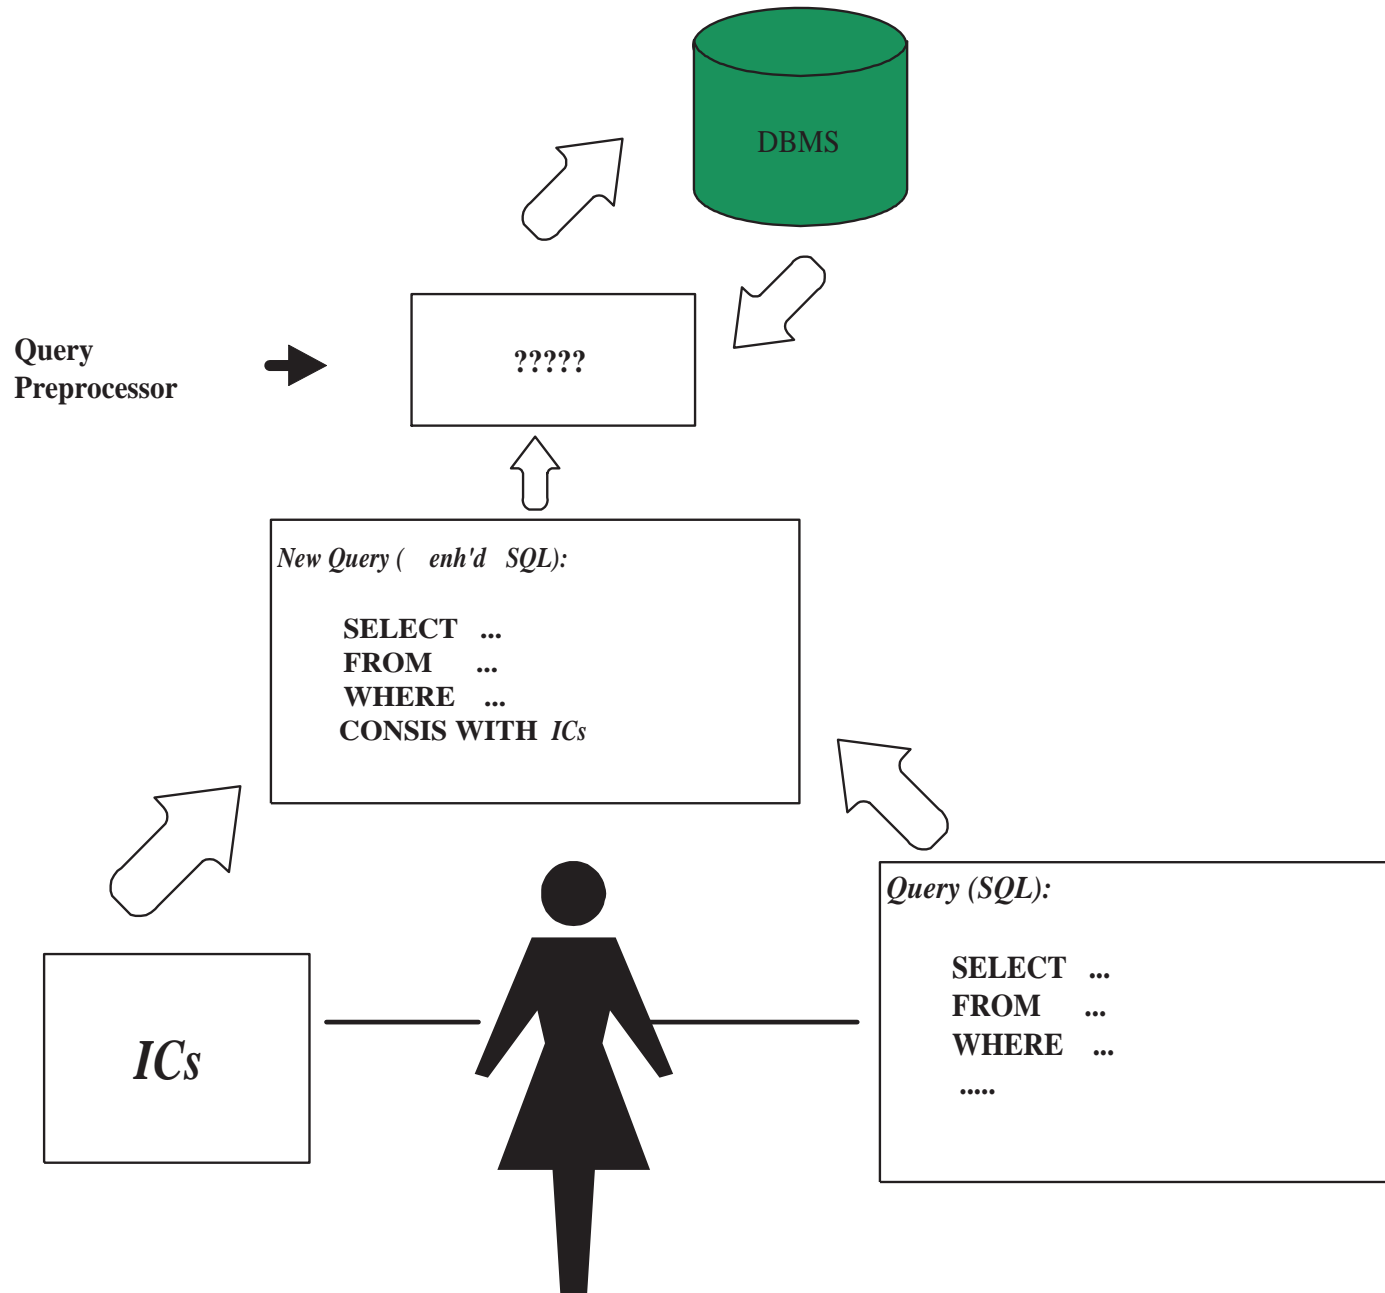 DBMS
Query
Preprocessor
?????
New Query ( enh'd SQL):
SELECT ...
FROM ...
WHERE ...
CONSIS WITH ICs
Query (SQL):
SELECT ...
FROM ...
WHERE ...
.....
ICs